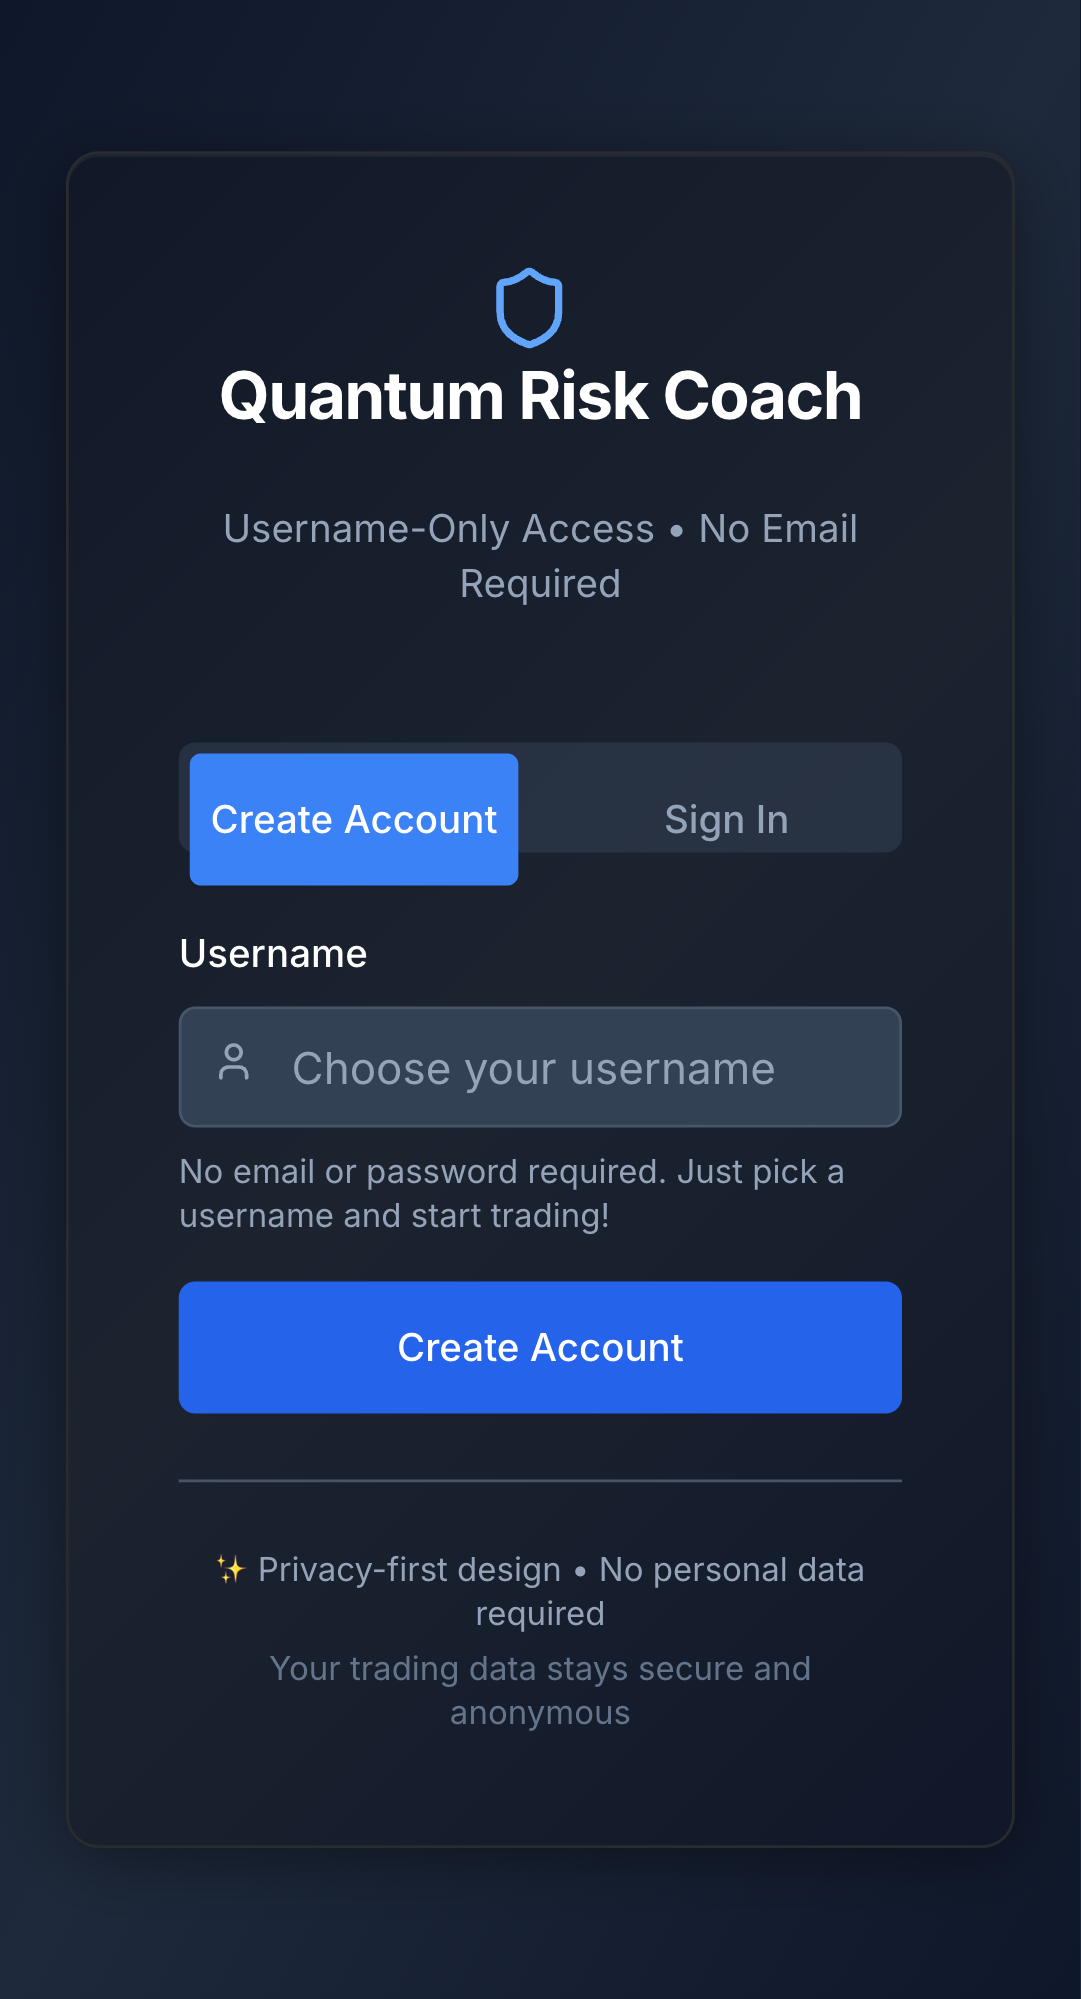 Quantum Risk Coach
Username-Only Access • No Email
Required
Create Account
Sign In
Username
Choose your username
No email or password required. Just pick a
username and start trading!
Create Account
✨ Privacy-first design • No personal data
required
Your trading data stays secure and
anonymous